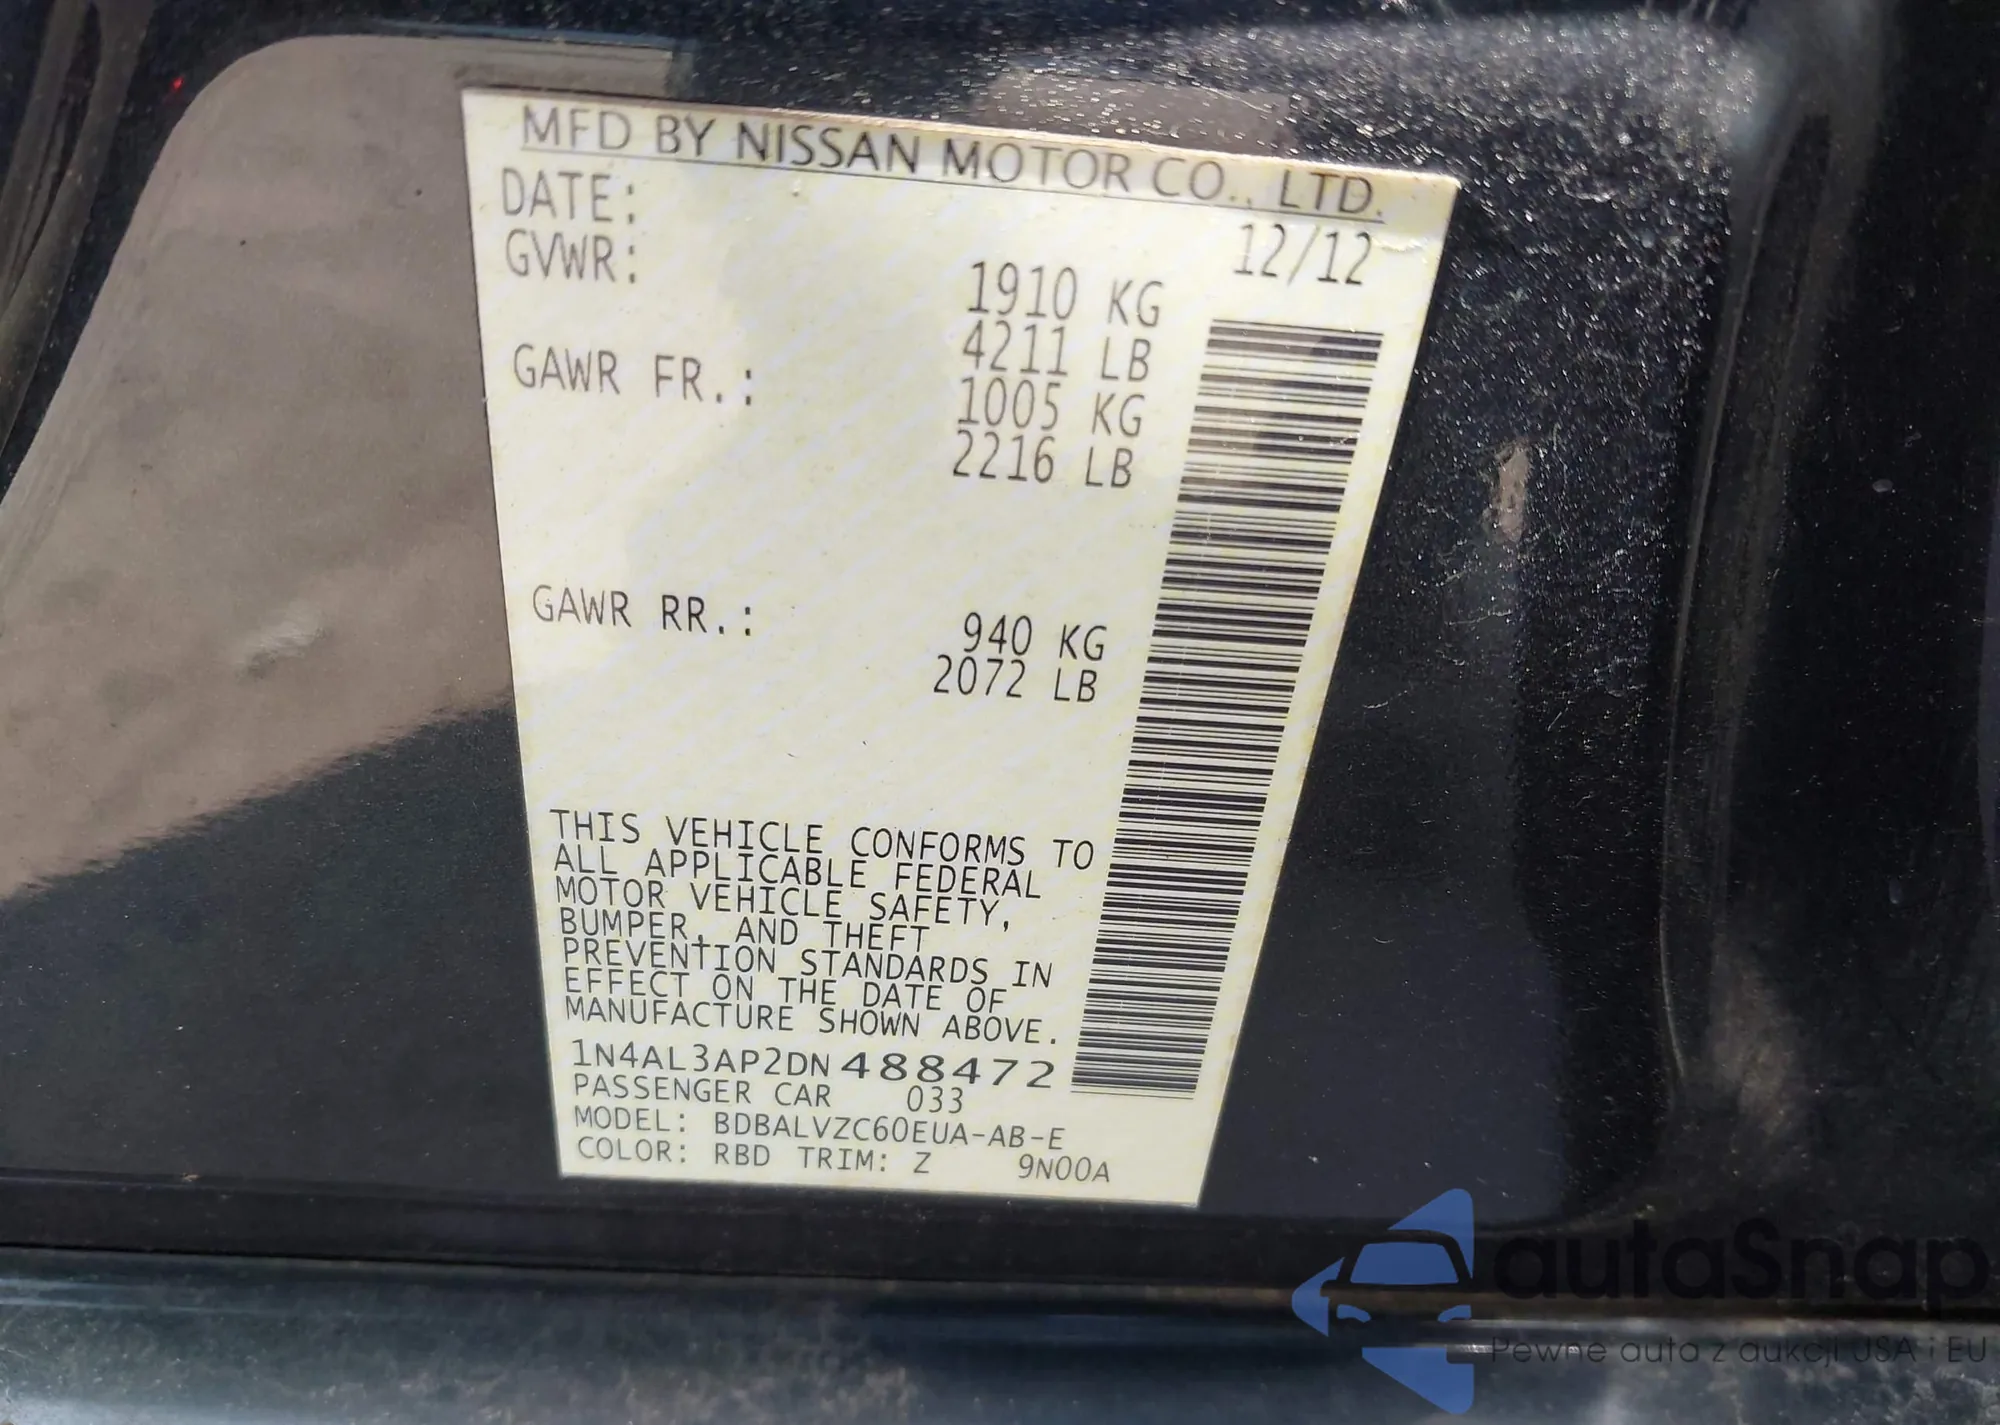 MFD BY NISSAN MOTOR CO., LTD.
DATE: 12/12
GVWR: 1910 KG
4211 LB
GAWR FR.: 1005 KG
2216 LB
GAWR RR.: 940 KG
2072 LB
THIS VEHICLE CONFORMS TO
ALL APPLICABLE FEDERAL
MOTOR VEHICLE SAFETY,
BUMPER, AND THEFT
PREVENTION STANDARDS IN
EFFECT ON THE DATE OF
MANUFACTURE SHOWN ABOVE.
1N4AL3AP2DN488472
PASSENGER CAR 033
MODEL: BDBALVZC60EUA-AB-E
COLOR: RBD TRIM: Z 9N00A
autoSnap
Pewne auta z aukcji USA i EU